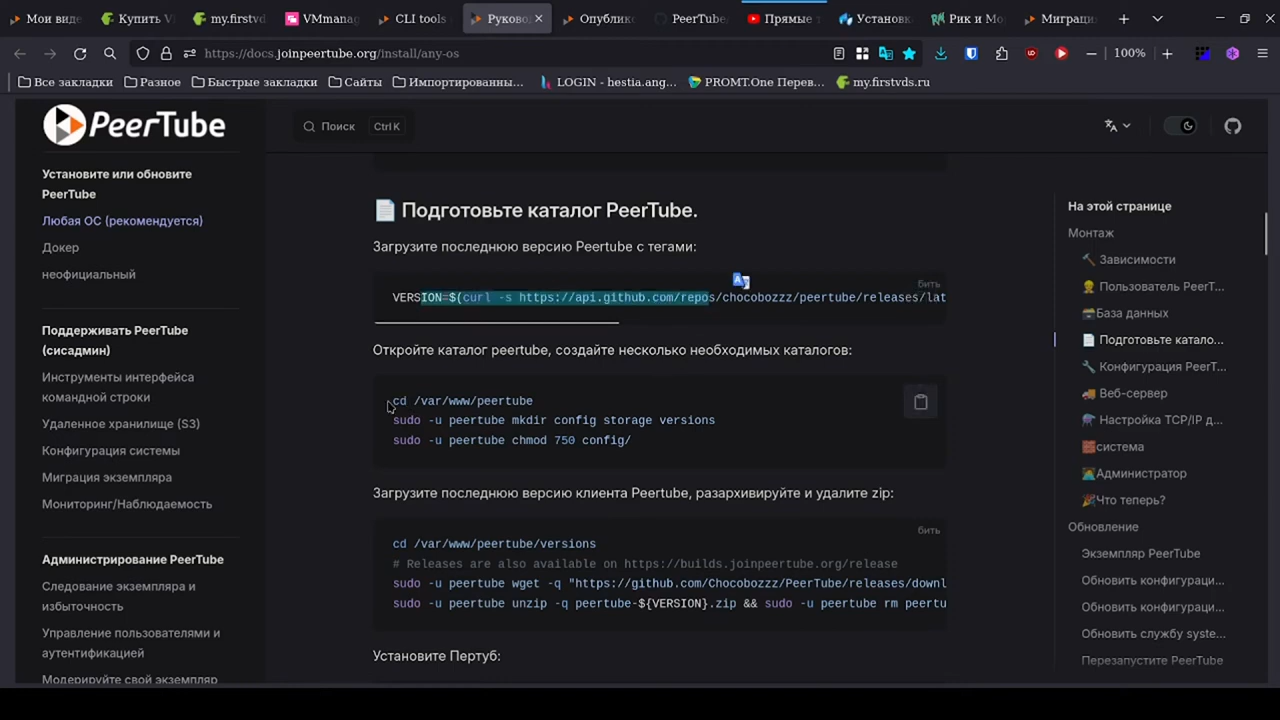 Мои виде
Купить V
my.firstvd
VMmanag
CLI tools
Руково
Опублик
PeerTube
Прямые т
Установк
Рик и Мо
Миграци
https://docs.joinpeertube.org/install/any-os
100%
Все закладки
Разное
Быстрые закладки
Сайты
Импортированны...
LOGIN - hestia.ang...
PROMT.One Перев...
my.firstvds.ru
PeerTube
Поиск Ctrl K
Установите или обновите
PeerTube
Любая ОС (рекомендуется)
Докер
неофициальный
Поддерживать PeerTube
(сисадмин)
Инструменты интерфейса
командной строки
Удаленное хранилище (S3)
Конфигурация системы
Миграция экземпляра
Мониторинг/Наблюдаемость
Администрирование PeerTube
Следование экземпляра и
избыточность
Управление пользователями и
аутентификацией
Модерируйте свой экземпляр
Подготовьте каталог PeerTube.
Загрузите последнюю версию Peertube с тегами:
бить
VERSION=$(curl -s https://api.github.com/repos/chocobozzz/peertube/releases/lat
Откройте каталог peertube, создайте несколько необходимых каталогов:
cd /var/www/peertube
sudo -u peertube mkdir config storage versions
sudo -u peertube chmod 750 config/
Загрузите последнюю версию клиента Peertube, разархивируйте и удалите zip:
бить
cd /var/www/peertube/versions
# Releases are also available on https://builds.joinpeertube.org/release
sudo -u peertube wget -q "https://github.com/Chocobozzz/PeerTube/releases/downl
sudo -u peertube unzip -q peertube-${VERSION}.zip && sudo -u peertube rm peertu
Установите Пертуб:
На этой странице
Монтаж
Зависимости
Пользователь PeerT...
База данных
Подготовьте катало...
Конфигурация PeerT...
Веб-сервер
Настройка TCP/IP д...
система
Администратор
Что теперь?
Обновление
Экземпляр PeerTube
Обновить конфигураци...
Обновить конфигураци...
Обновить службу syste...
Перезапустите PeerTube